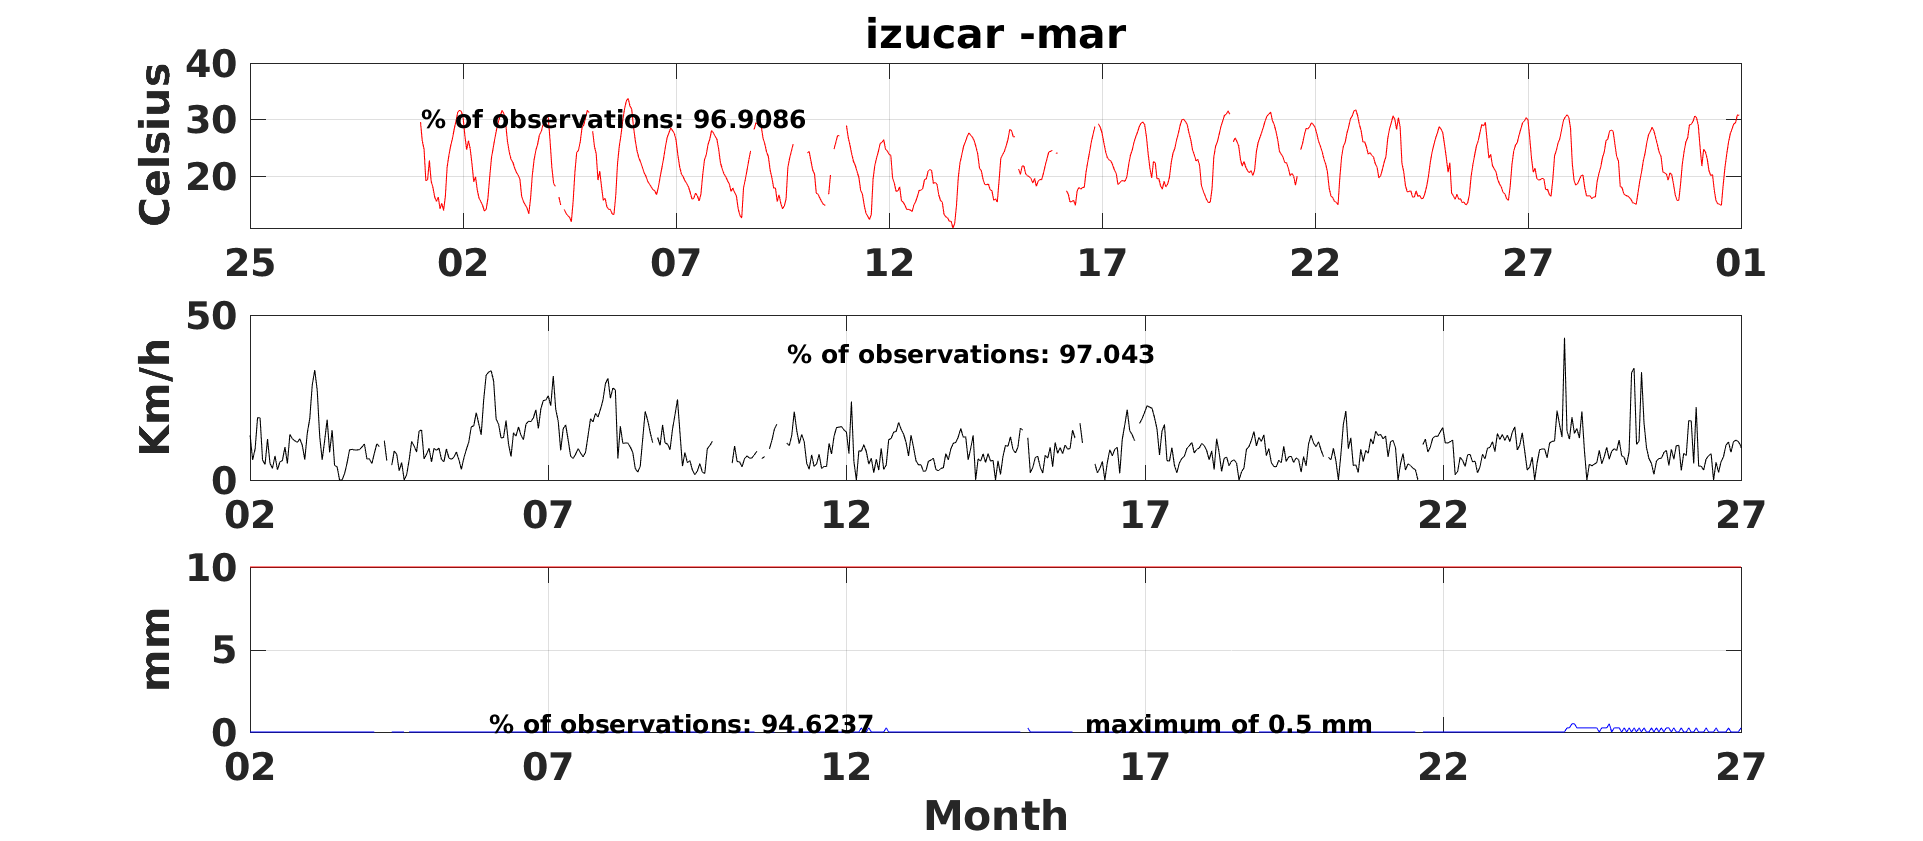 izucar -mar
Celsius
40
30
20
% of observations: 96.9086
25 02 07 12 17 22 27 01
Km/h
50
0
% of observations: 97.043
02 07 12 17 22 27
mm
10
5
0
% of observations: 94.6237 maximum of 0.5 mm
02 07 12 17 22 27
Month